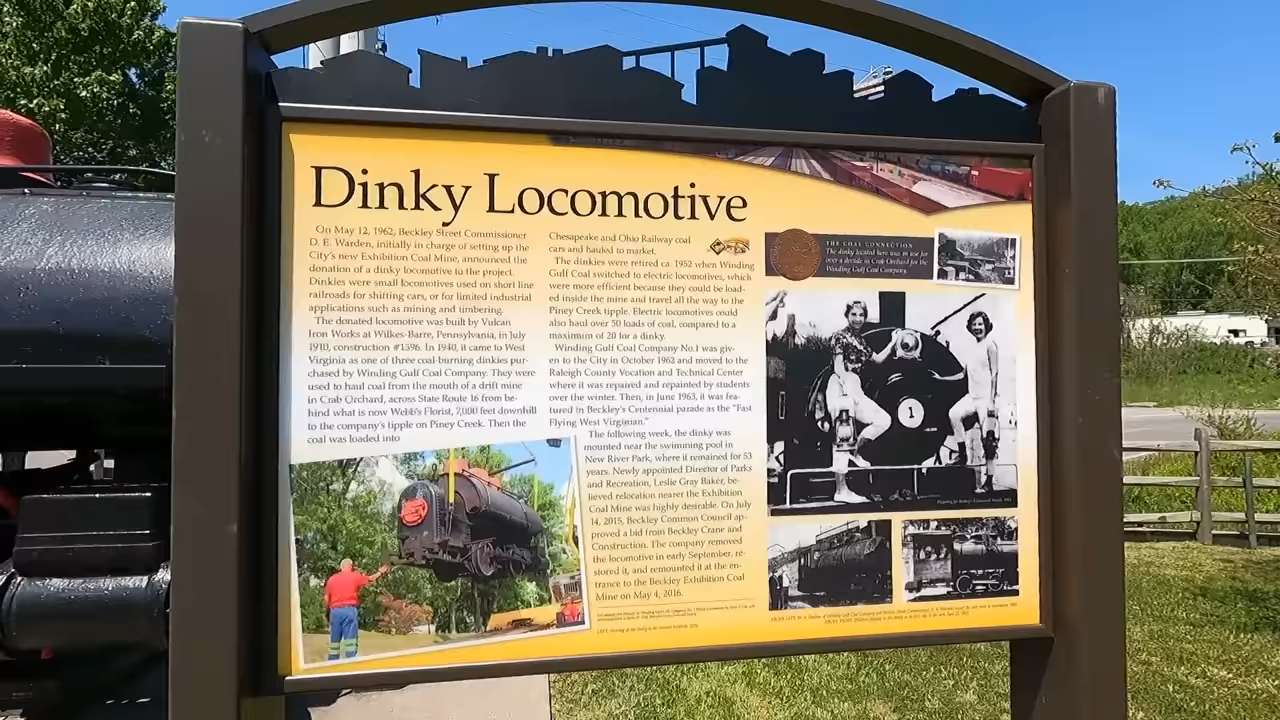 Dinky Locomotive
On May 12, 1962, Beckley Street Commissioner
D. E. Warden, initially in charge of setting up the
City's new Exhibition Coal Mine, announced the
donation of a dinky locomotive to the project.
Dinkies were small locomotives used on short line
railroads for shifting cars, or for limited industrial
applications such as mining and timbering.
The donated locomotive was built by Vulcan
Iron Works at Wilkes-Barre, Pennsylvania, in July
1910, construction #1596. In 1940, it came to West
Virginia as one of three coal-burning dinkies pur-
chased by Winding Gulf Coal Company. They were
used to haul coal from the mouth of a drift mine
in Crab Orchard, across State Route 16 from be-
hind what is now Webb's Florist, 7,000 feet downhill
to the company's tipple on Piney Creek. Then the
coal was loaded into
Chesapeake and Ohio Railway coal
cars and hauled to market.
The dinkies were retired ca. 1952 when Winding
Gulf Coal switched to electric locomotives, which
were more efficient because they could be load-
ed inside the mine and travel all the way to the
Piney Creek tipple. Electric locomotives could
also haul over 50 loads of coal, compared to a
maximum of 20 for a dinky.
Winding Gulf Coal Company No.1 was giv-
en to the City in October 1962 and moved to the
Raleigh County Vocation and Technical Center
where it was repaired and repainted by students
over the winter. Then, in June 1963, it was fea-
tured in Beckley's Centennial parade as the "Fast
Flying West Virginian."
The following week, the dinky was
mounted near the swimming pool in
New River Park, where it remained for 53
years. Newly appointed Director of Parks
and Recreation, Leslie Gray Baker, be-
lieved relocation nearer the Exhibition
Coal Mine was highly desirable. On July
14, 2015, Beckley Common Council ap-
proved a bid from Beckley Crane and
Construction. The company removed
the locomotive in early September, re-
stored it, and remounted it at the en-
trance to the Beckley Exhibition Coal
Mine on May 4, 2016.
THE COAL CONNECTION
The dinky located here was in use for
over a decade in Crab Orchard for the
Winding Gulf Coal Company.
1